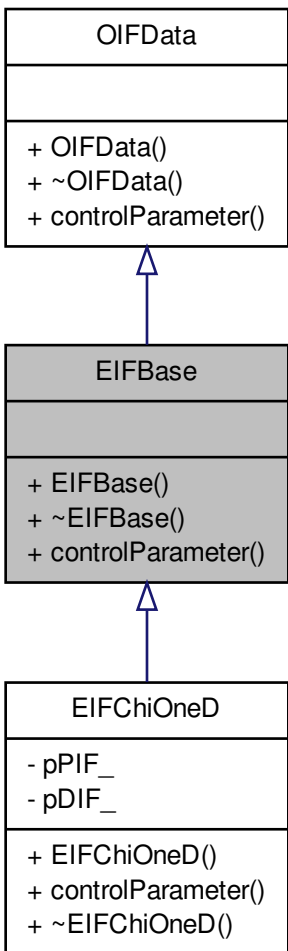 OIFData
+ OIFData()
+ ~OIFData()
+ controlParameter()
EIFBase
+ EIFBase()
+ ~EIFBase()
+ controlParameter()
EIFChiOneD
- pPIF_
- pDIF_
+ EIFChiOneD()
+ controlParameter()
+ ~EIFChiOneD()